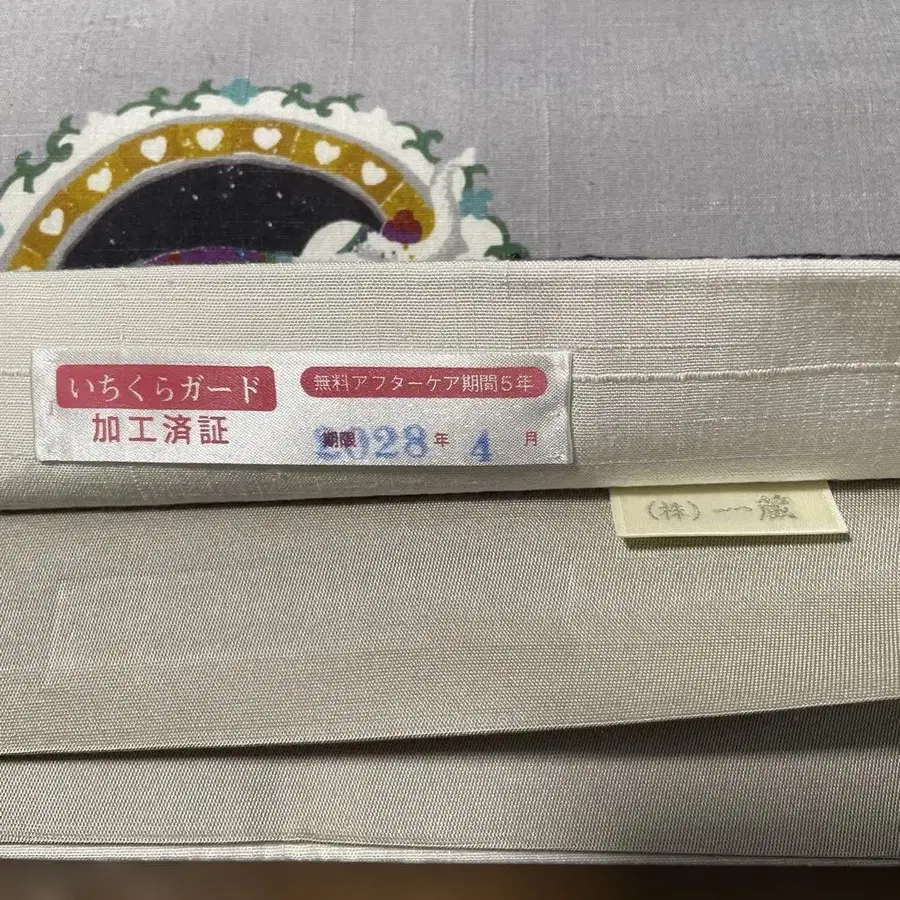 いちくらガード
加工済証
無料アフターケア期間5年
期限 2028年 4月
(株)一蔵